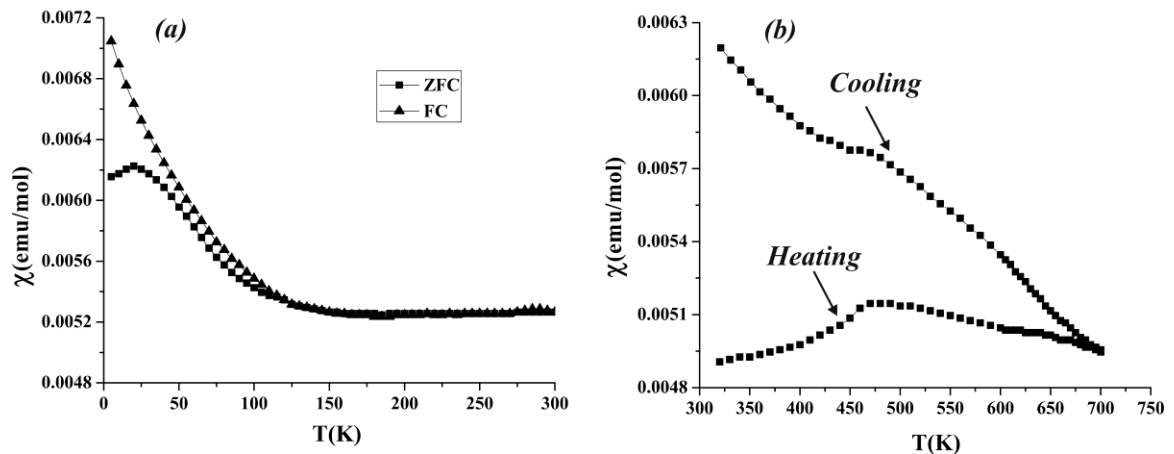 (a)
ZFC
FC
χ(emu/mol)
0.0072
0.0068
0.0064
0.0060
0.0056
0.0052
0.0048
0 50 100 150 200 250 300
T(K)
(b)
Cooling
Heating
χ(emu/mol)
0.0063
0.0060
0.0057
0.0054
0.0051
0.0048
300 350 400 450 500 550 600 650 700 750
T(K)